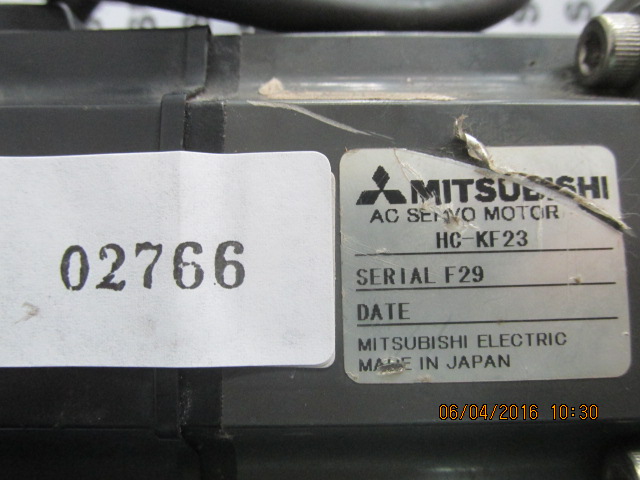 02766
MITSUBISHI
AC SERVO MOTOR
HC-KF23
SERIAL F29
DATE
MITSUBISHI ELECTRIC
MADE IN JAPAN
06/04/2016 10:30